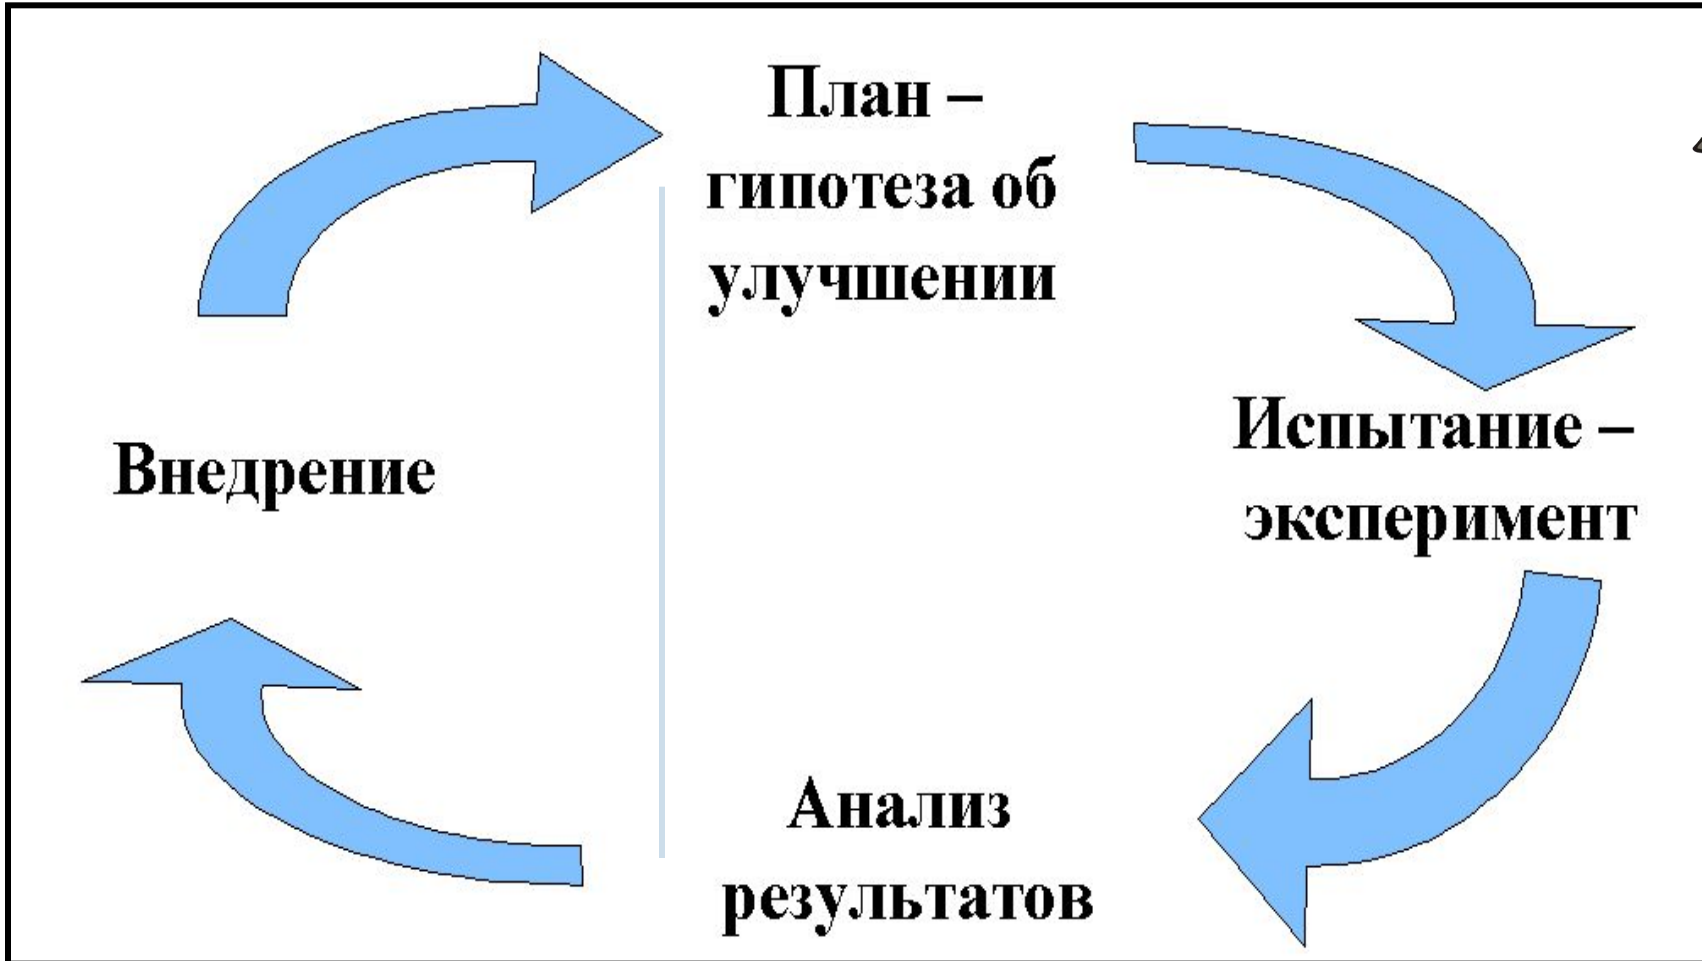 План –
гипотеза об
улучшении
Испытание –
эксперимент
Внедрение
Анализ
результатов